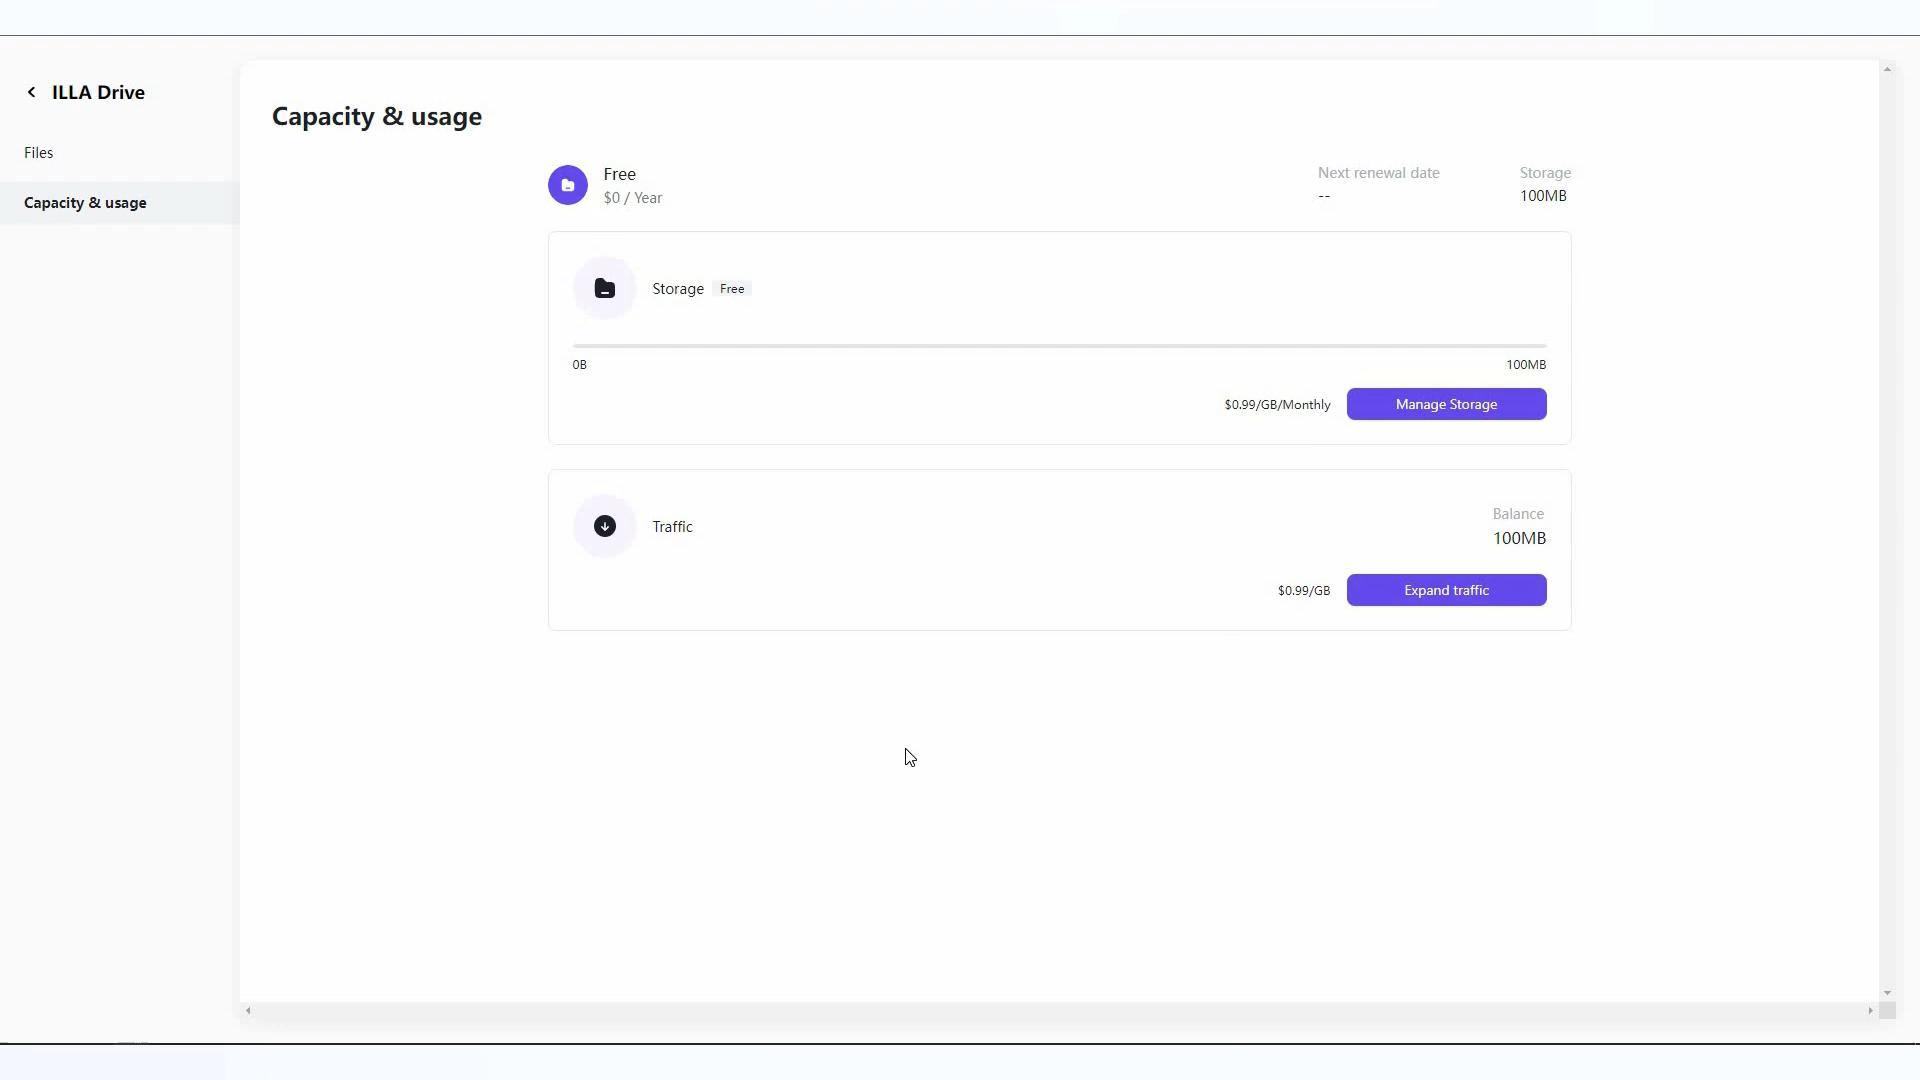 ILLA Drive
Files
Capacity & usage
Capacity & usage
Free
$0 / Year
Next renewal date
--
Storage
100MB
Storage
Free
0B
100MB
$0.99/GB/Monthly
Manage Storage
Traffic
Balance
100MB
$0.99/GB
Expand traffic